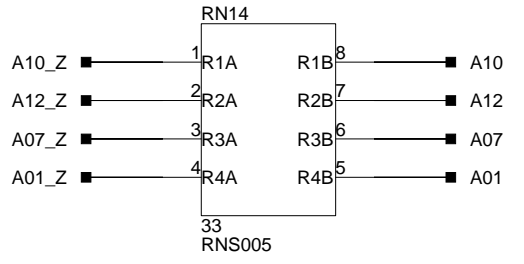 RN14
A10_Z 1 R1A R1B 8 A10
A12_Z 2 R2A R2B 7 A12
A07_Z 3 R3A R3B 6 A07
A01_Z 4 R4A R4B 5 A01
33
RNS005